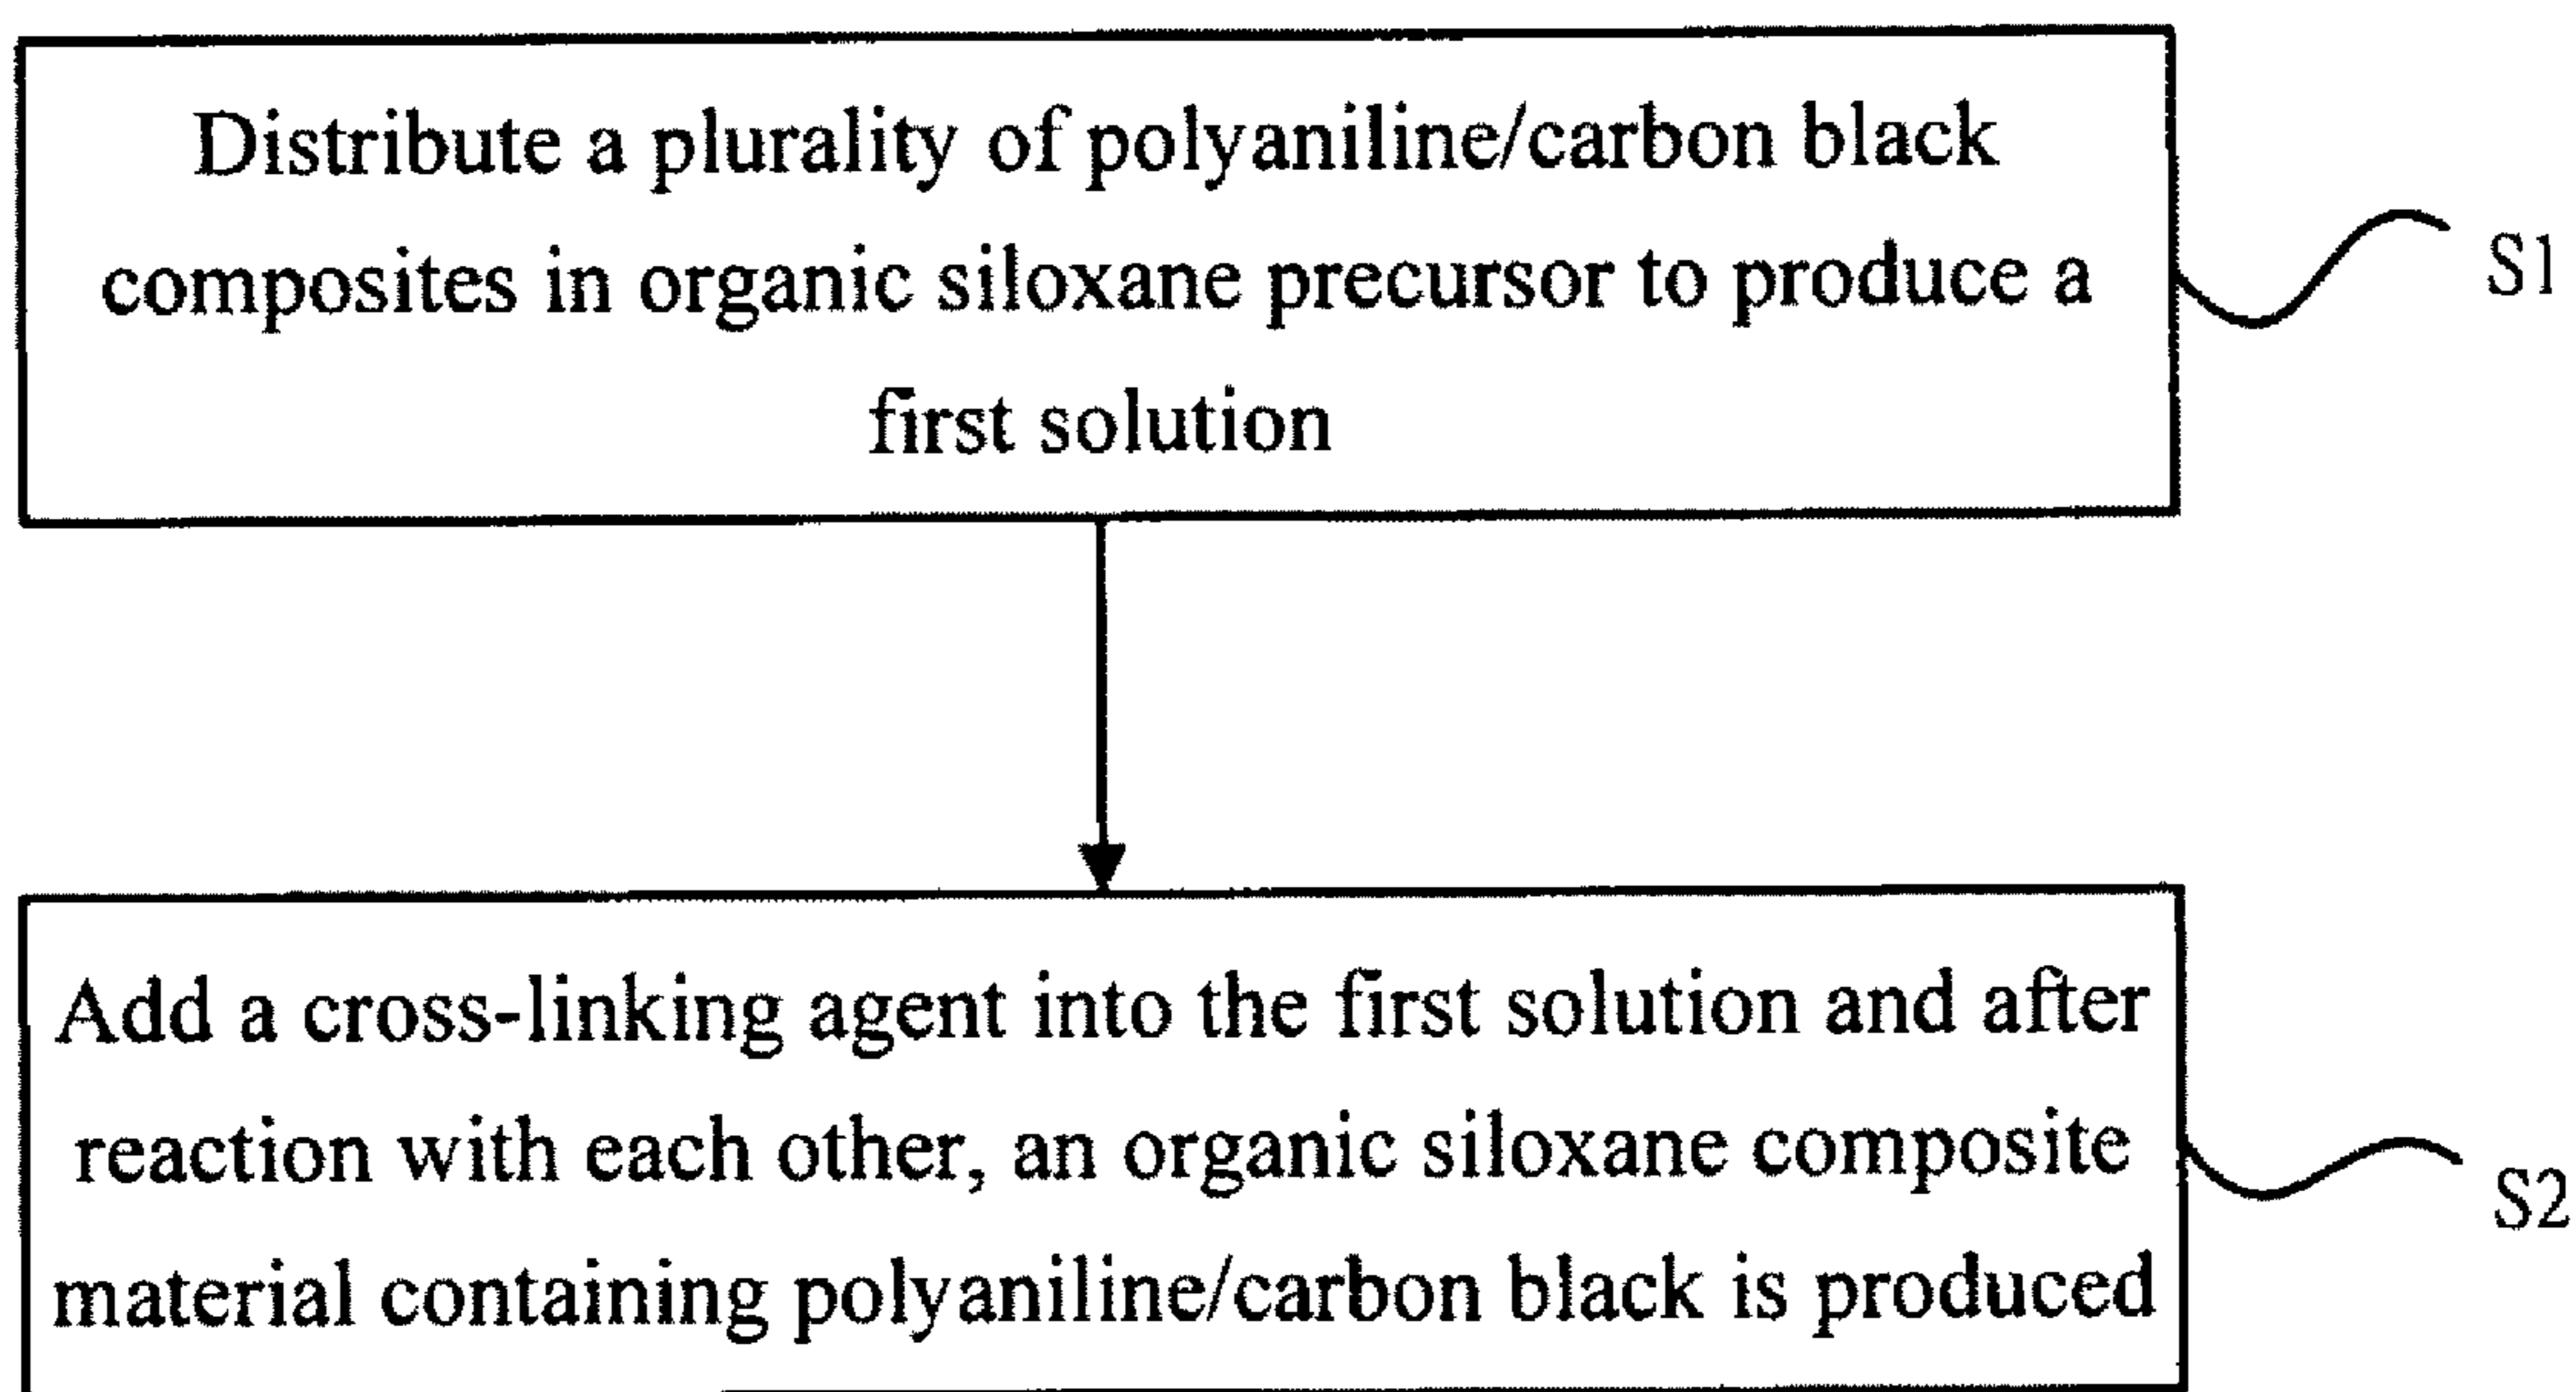 Distribute a plurality of polyaniline/carbon black
composites in organic siloxane precursor to produce a
first solution
S1
Add a cross-linking agent into the first solution and after
reaction with each other, an organic siloxane composite
material containing polyaniline/carbon black is produced
S2